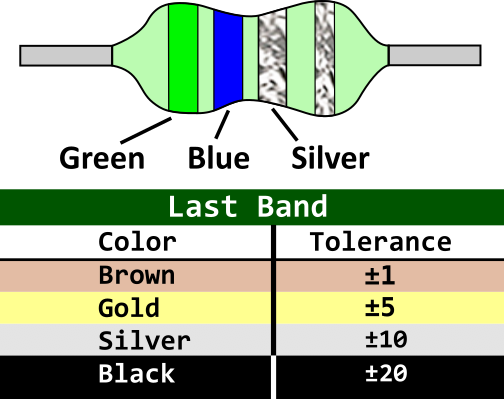 Green Blue Silver
Last Band
Color Tolerance
Brown ±1
Gold ±5
Silver ±10
Black ±20